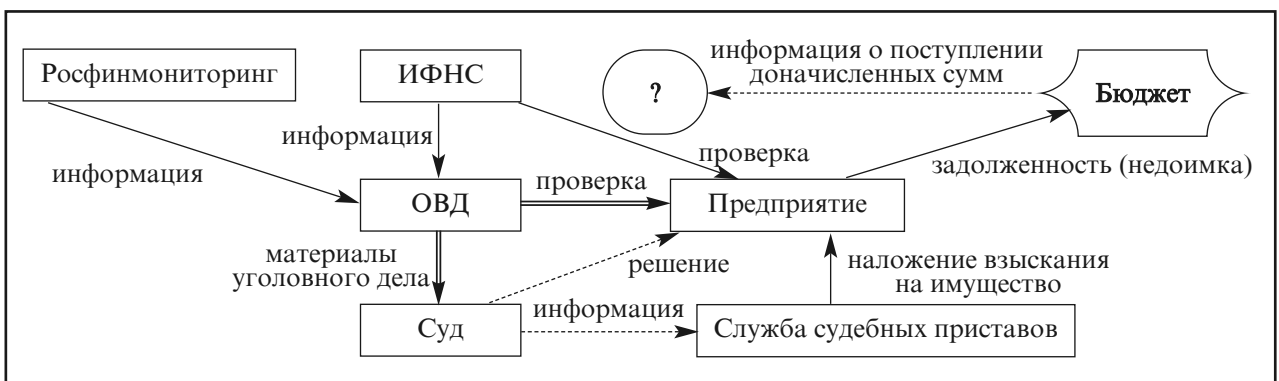 Росфинмониторинг
ИФНС
?
информация о поступлении
доначисленных сумм
Бюджет
информация
информация
проверка
задолженность (недоимка)
ОВД
проверка
Предприятие
материалы
уголовного дела
решение
наложение взыскания
на имущество
Суд
информация
Служба судебных приставов